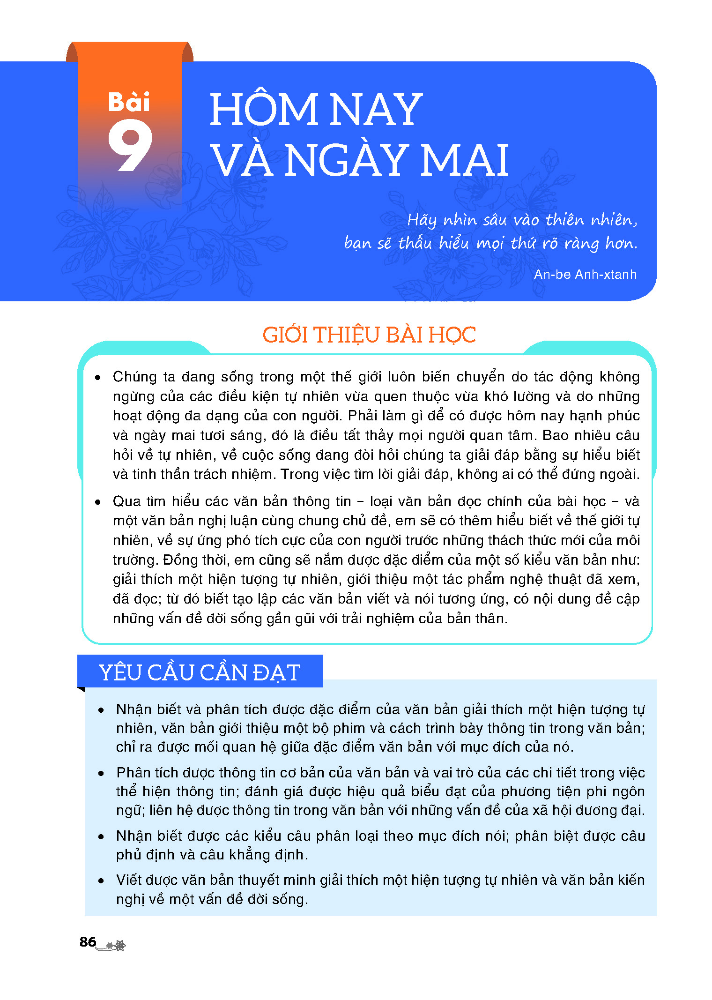 Bài
9
HÔM NAY
VÀ NGÀY MAI
Hãy nhìn sâu vào thiên nhiên,
bạn sẽ thấu hiểu mọi thứ rõ ràng hơn.
An-be Anh-xtanh
GIỚI THIỆU BÀI HỌC
• Chúng ta đang sống trong một thế giới luôn biến chuyển do tác động không
ngừng của các điều kiện tự nhiên vừa quen thuộc vừa khó lường và do những
hoạt động đa dạng của con người. Phải làm gì để có được hôm nay hạnh phúc
và ngày mai tươi sáng, đó là điều tất thảy mọi người quan tâm. Bao nhiêu câu
hỏi về tự nhiên, về cuộc sống đang đòi hỏi chúng ta giải đáp bằng sự hiểu biết
và tinh thần trách nhiệm. Trong việc tìm lời giải đáp, không ai có thể đứng ngoài.
• Qua tìm hiểu các văn bản thông tin – loại văn bản đọc chính của bài học – và
một văn bản nghị luận cùng chung chủ đề, em sẽ có thêm hiểu biết về thế giới tự
nhiên, về sự ứng phó tích cực của con người trước những thách thức mới của môi
trường. Đồng thời, em cũng sẽ nắm được đặc điểm của một số kiểu văn bản như:
giải thích một hiện tượng tự nhiên, giới thiệu một tác phẩm nghệ thuật đã xem,
đã đọc; từ đó biết tạo lập các văn bản viết và nói tương ứng, có nội dung đề cập
những vấn đề đời sống gần gũi với trải nghiệm của bản thân.
YÊU CẦU CẦN ĐẠT
• Nhận biết và phân tích được đặc điểm của văn bản giải thích một hiện tượng tự
nhiên, văn bản giới thiệu một bộ phim và cách trình bày thông tin trong văn bản;
chỉ ra được mối quan hệ giữa đặc điểm văn bản với mục đích của nó.
• Phân tích được thông tin cơ bản của văn bản và vai trò của các chi tiết trong việc
thể hiện thông tin; đánh giá được hiệu quả biểu đạt của phương tiện phi ngôn
ngữ; liên hệ được thông tin trong văn bản với những vấn đề của xã hội đương đại.
• Nhận biết được các kiểu câu phân loại theo mục đích nói; phân biệt được câu
phủ định và câu khẳng định.
• Viết được văn bản thuyết minh giải thích một hiện tượng tự nhiên và văn bản kiến
nghị về một vấn đề đời sống.
86